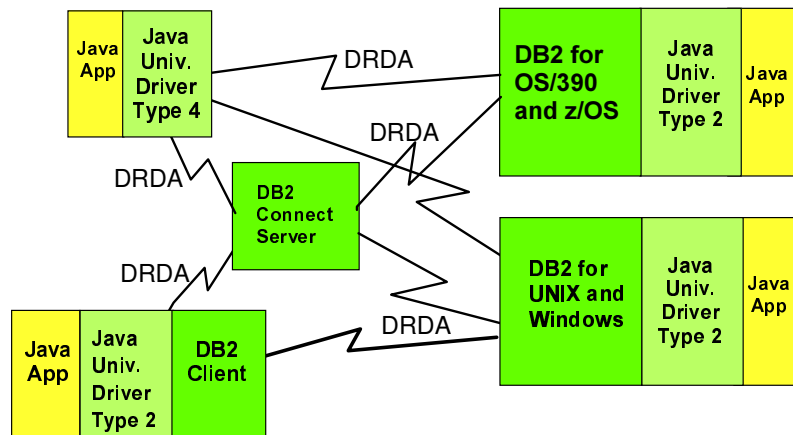 Java
App
Java
Univ.
Driver
Type 4
DRDA
DB2 for
OS/390
and z/OS
Java
Univ.
Driver
Type 2
Java
App
DRDA
DRDA
DB2
Connect
Server
DRDA
DB2 for
UNIX and
Windows
Java
Univ.
Driver
Type 2
Java
App
Java
App
Java
Univ.
Driver
Type 2
DB2
Client
DRDA